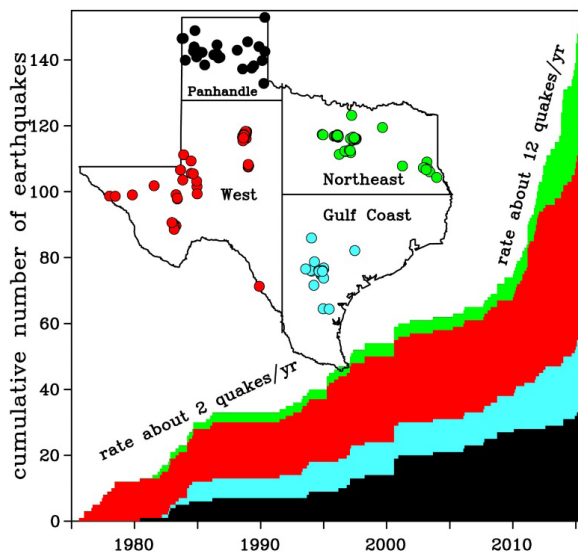 cumulative number of earthquakes
140
120
100
80
60
40
20
0
Panhandle
West
Northeast
Gulf Coast
rate about 2 quakes/yr
rate about 12 quakes/yr
1980
1990
2000
2010